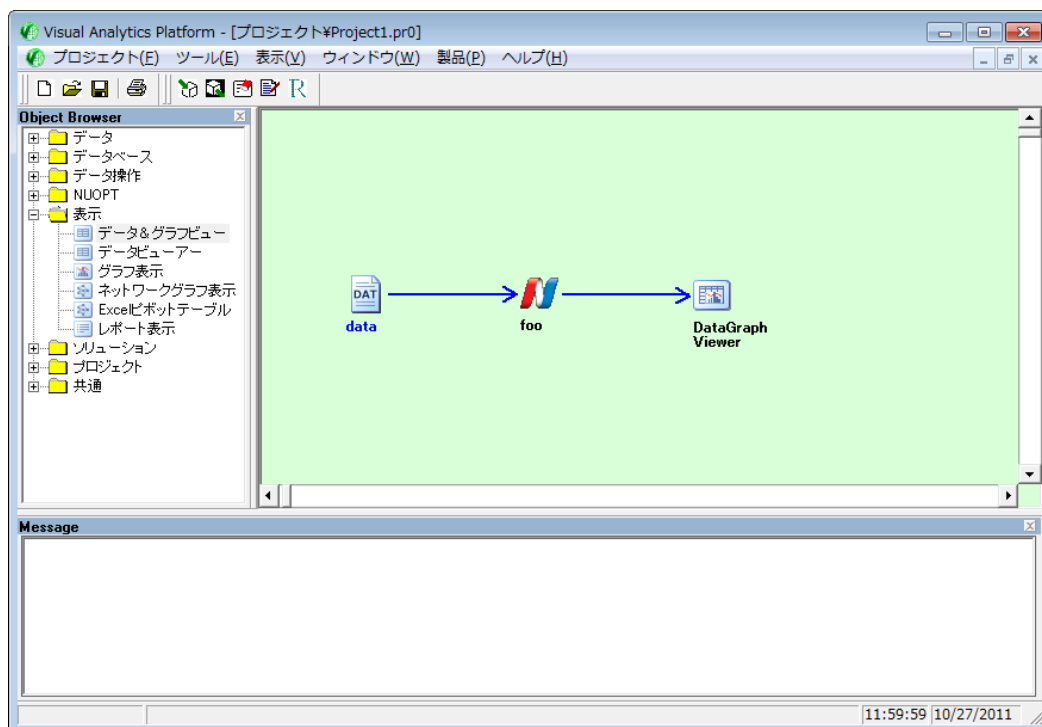 Visual Analytics Platform - [プロジェクト¥Project1.pr0]
プロジェクト(F) ツール(E) 表示(V) ウィンドウ(W) 製品(P) ヘルプ(H)
R
Object Browser
データ
データベース
データ操作
NUOPT
表示
データ&グラフビュー
データビューアー
グラフ表示
ネットワークグラフ表示
Excelピボットテーブル
レポート表示
ソリューション
プロジェクト
共通
DAT
data
foo
DataGraph
Viewer
Message
11:59:59 10/27/2011